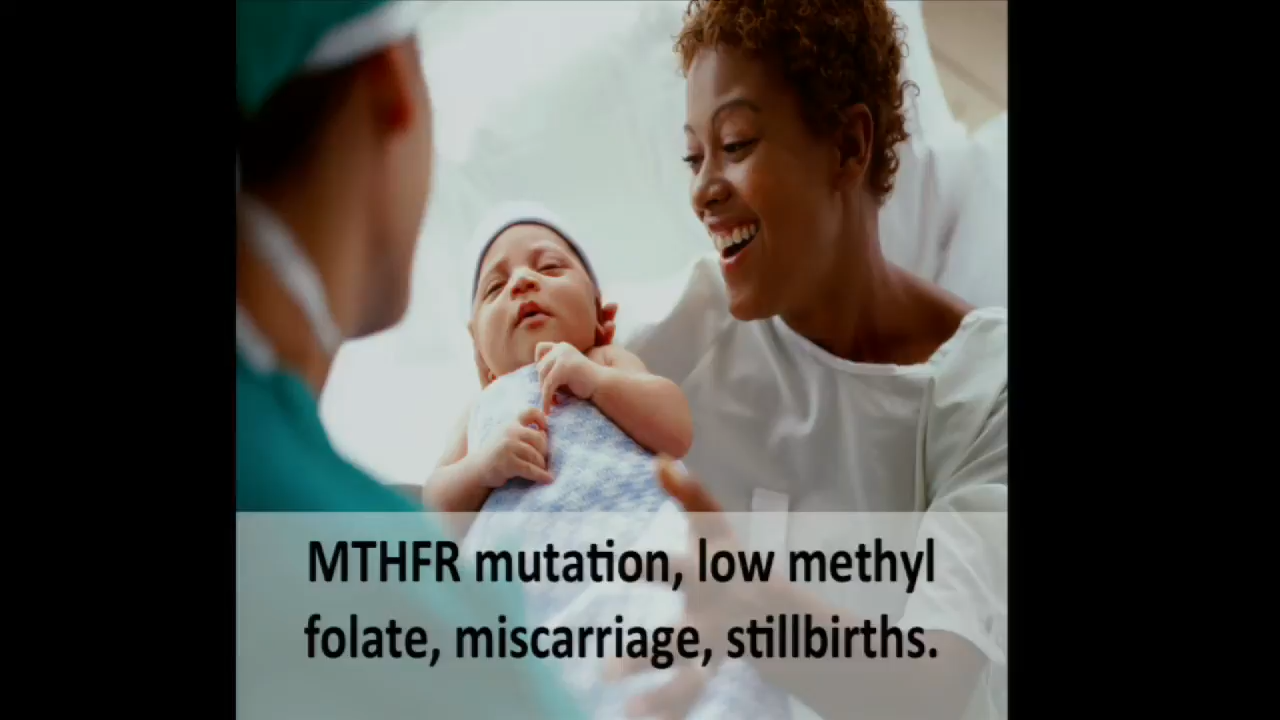 MTHFR mutation, low methyl
folate, miscarriage, stillbirths.